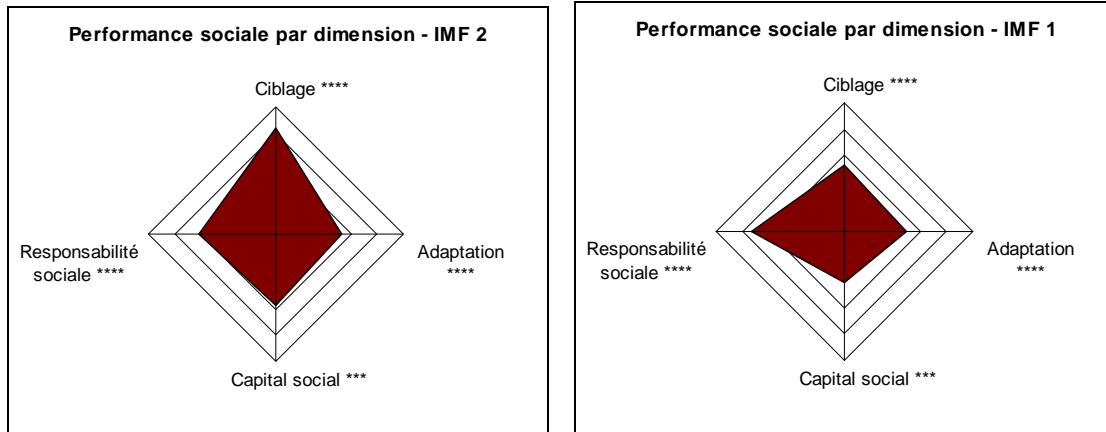 Performance sociale par dimension - IMF 2
Ciblage ****
Responsabilité
sociale ****
Adaptation
****
Capital social ***
Performance sociale par dimension - IMF 1
Ciblage ****
Responsabilité
sociale ****
Adaptation
****
Capital social ***